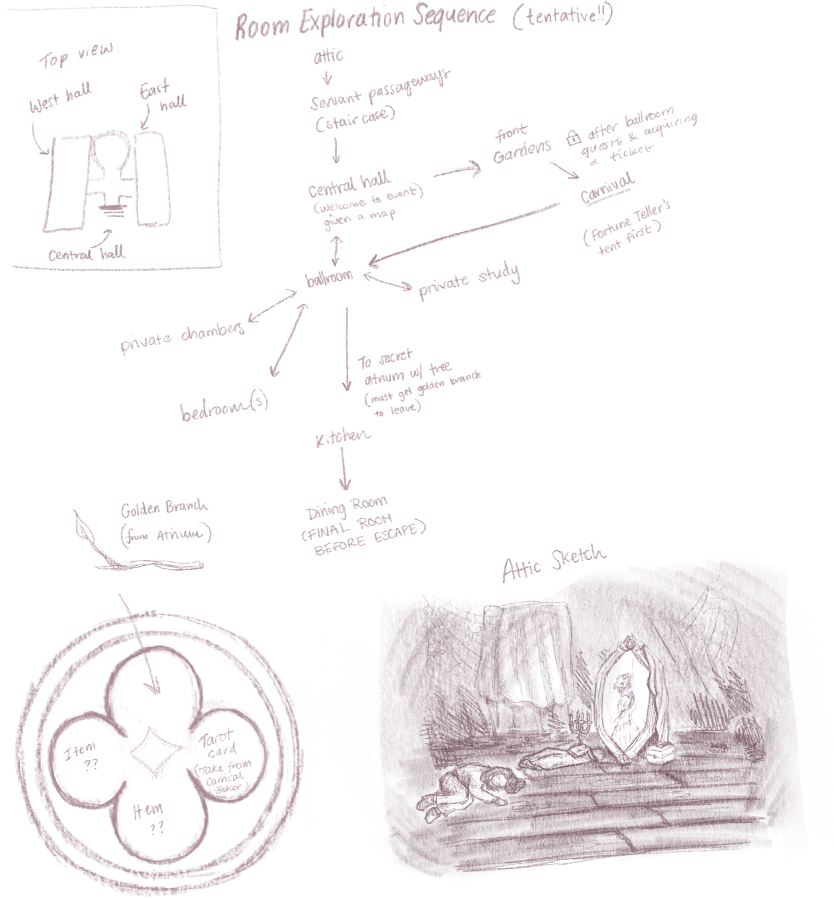 Room Exploration Sequence (tentative!!)
Top view
West hall
East
hall
Central hall
attic
Servant passageways
(stair case)
Central hall
(Welcome to event)
given a map
front
Gardens
after ballroom
quests & acquiring
a ticket
Carnival
(Fortune Teller's
tent first)
ballroom
private study
private chambers
bedroom(s)
To secret
atrium w/ tree
(must get golden branch
to leave)
Kitchen
Dining Room
(FINAL ROOM
BEFORE ESCAPE)
Golden Branch
(from Atrium)
Item
??
Tarot
card
(Take from
Carnival
Joker)
Item
??
Attic Sketch